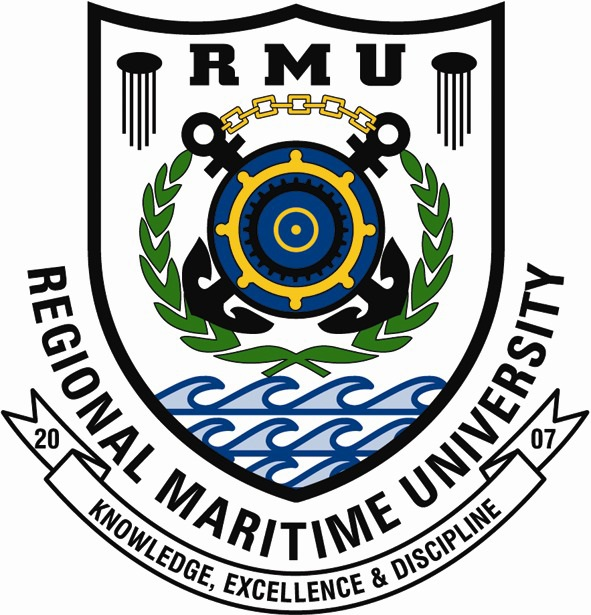 RMU
REGIONAL MARITIME UNIVERSITY
20 07
KNOWLEDGE, EXCELLENCE & DISCIPLINE